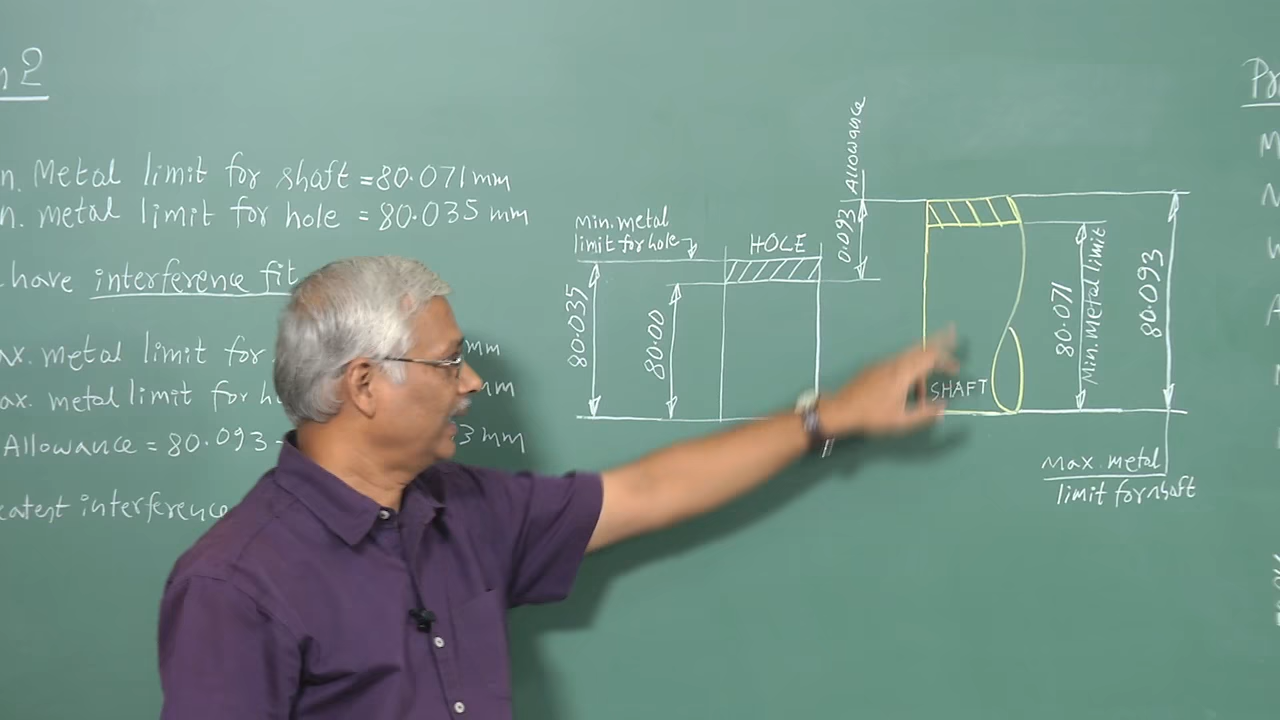 2
n. Metal limit for shaft = 80.071 mm
n. metal limit for hole = 80.035 mm
have interference fit
ax. metal limit for mm
ax. metal limit for mm
Allowance = 80.093 - 3 mm
eatest interference
Min. metal
limit for hole
HOLE
80.035
80.00
Allowance
0.093
SHAFT
80.071
Min. Metal limit
80.093
Max. metal
limit for shaft